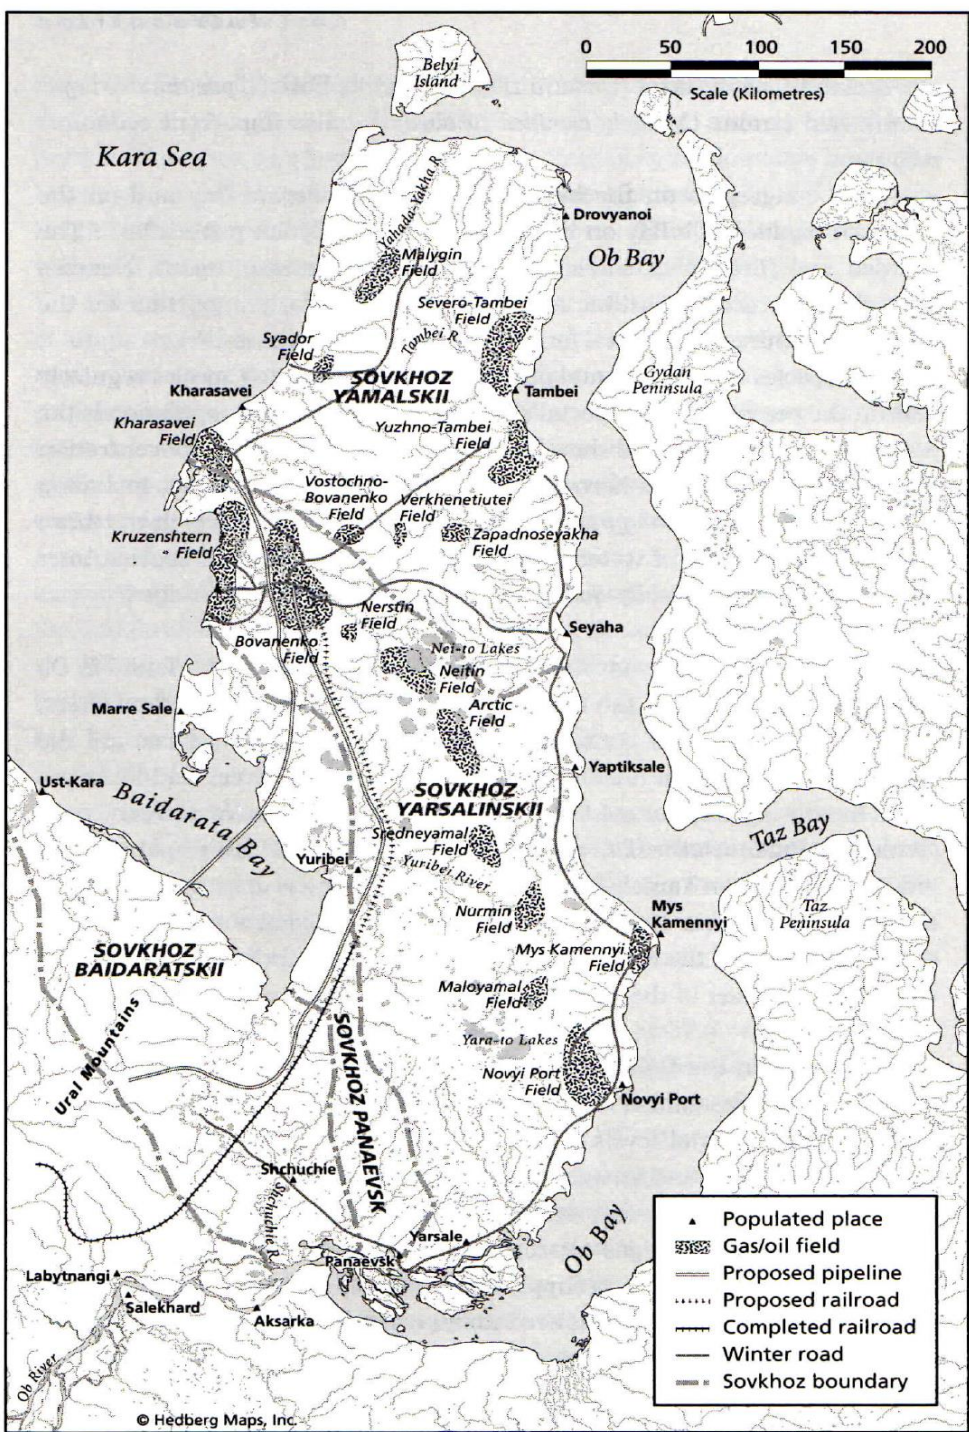 Belyi
Island
0 50 100 150 200
Scale (Kilometres)
Kara Sea
Yahada-Yakha R
Drovyanoi
Ob Bay
Malygin
Field
Severo-Tambei
Field
Tambei R
Syador
Field
Gydan
Peninsula
SOVKHOZ
YAMALSKII
Kharasavei
Tambei
Kharasavei
Field
Yuzhno-Tambei
Field
Vostochno-
Bovanenko
Field
Verkhenetiutei
Field
Kruzenshtern
Field
Zapadnoseyakha
Field
Nerstin
Field
Seyaha
Bovanenko
Field
Nei-to Lakes
Neitin
Field
Arctic
Field
Marre Sale
Yaptiksale
Ust-Kara
SOVKHOZ
YARSALINSKII
Baidarata
Bay
Taz Bay
Sredneyamal
Field
Yuribei
Yuribei River
Taz
Peninsula
Nurmin
Field
Mys
Kamennyi
Mys Kamennyi
Field
SOVKHOZ
BAIDARATSKII
Maloyamal
Field
Ural Mountains
SOVKHOZ PANAEVSK
Yara-to Lakes
Novyi Port
Field
Novyi Port
Shchuchie
Shchuchie R
Yarsale
Ob Bay
Panaevsk
Labytnangi
Salekhard
Aksarka
Ob River
Populated place
Gas/oil field
Proposed pipeline
Proposed railroad
Completed railroad
Winter road
Sovkhoz boundary
© Hedberg Maps, Inc.